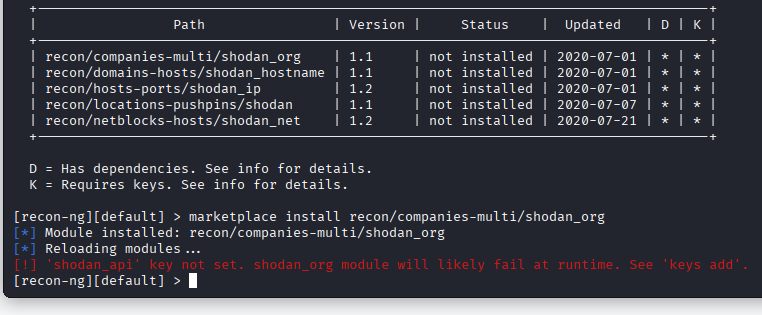 +---------------------------------------------------------------------------------------+
| Path | Version | Status | Updated | D | K |
+---------------------------------------------------------------------------------------+
| recon/companies-multi/shodan_org | 1.1 | not installed | 2020-07-01 | * | * |
| recon/domains-hosts/shodan_hostname | 1.1 | not installed | 2020-07-01 | * | * |
| recon/hosts-ports/shodan_ip | 1.2 | not installed | 2020-07-01 | * | * |
| recon/locations-pushpins/shodan | 1.1 | not installed | 2020-07-07 | * | * |
| recon/netblocks-hosts/shodan_net | 1.2 | not installed | 2020-07-21 | * | * |
+---------------------------------------------------------------------------------------+
D = Has dependencies. See info for details.
K = Requires keys. See info for details.
[recon-ng][default] > marketplace install recon/companies-multi/shodan_org
[*] Module installed: recon/companies-multi/shodan_org
[*] Reloading modules...
[!] 'shodan_api' key not set. shodan_org module will likely fail at runtime. See 'keys add'.
[recon-ng][default] >